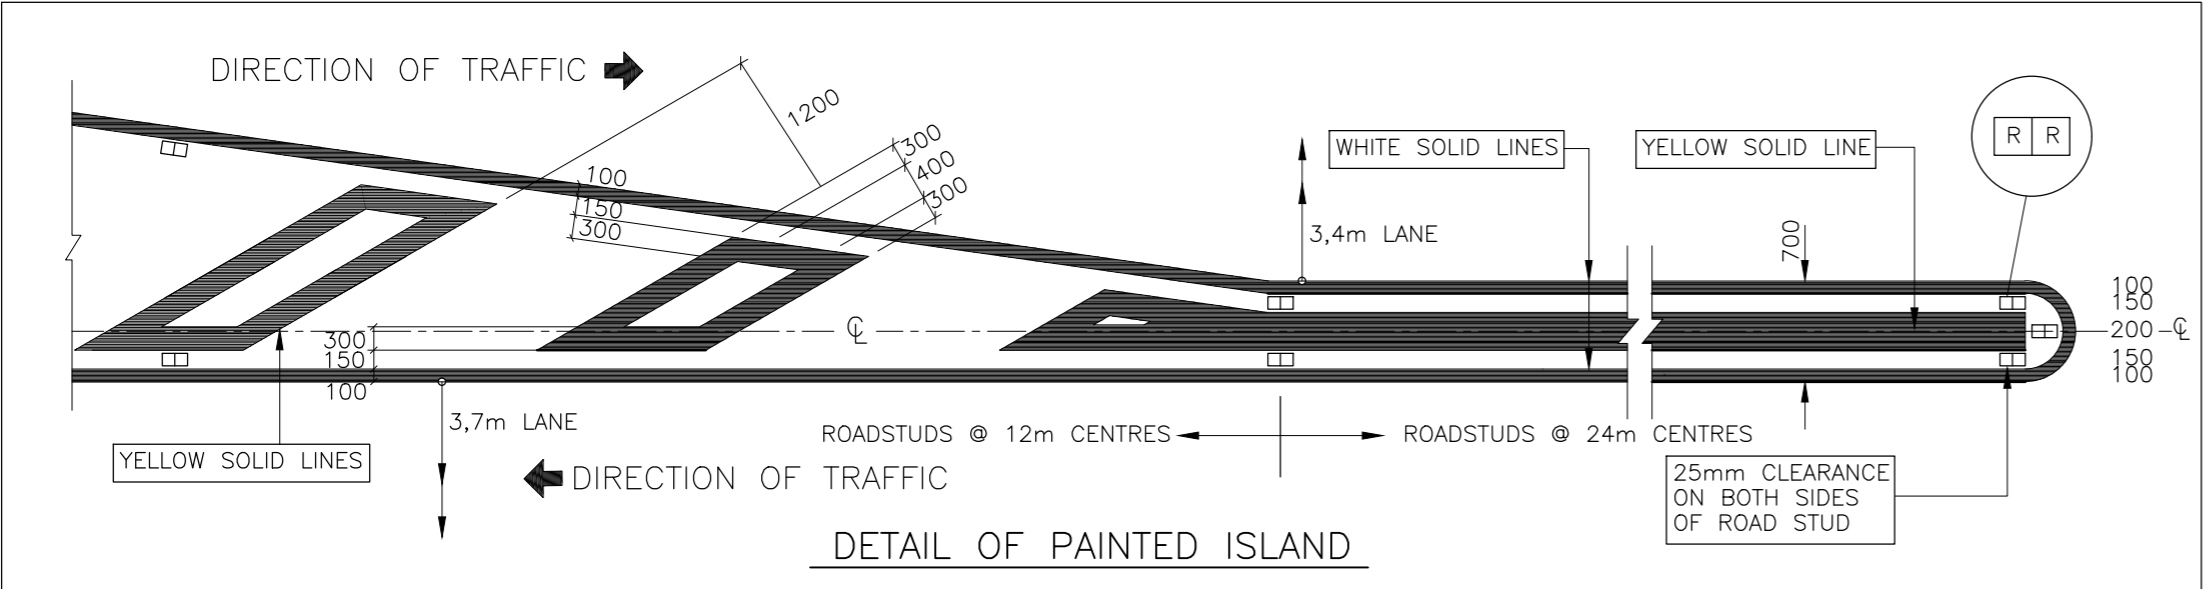 DIRECTION OF TRAFFIC
1200
300
400
300
100
150
300
WHITE SOLID LINES
YELLOW SOLID LINE
R R
3,4m LANE
700
100
150
200
℄
150
100
℄
300
150
100
3,7m LANE
ROADSTUDS @ 12m CENTRES
ROADSTUDS @ 24m CENTRES
YELLOW SOLID LINES
DIRECTION OF TRAFFIC
25mm CLEARANCE
ON BOTH SIDES
OF ROAD STUD
DETAIL OF PAINTED ISLAND